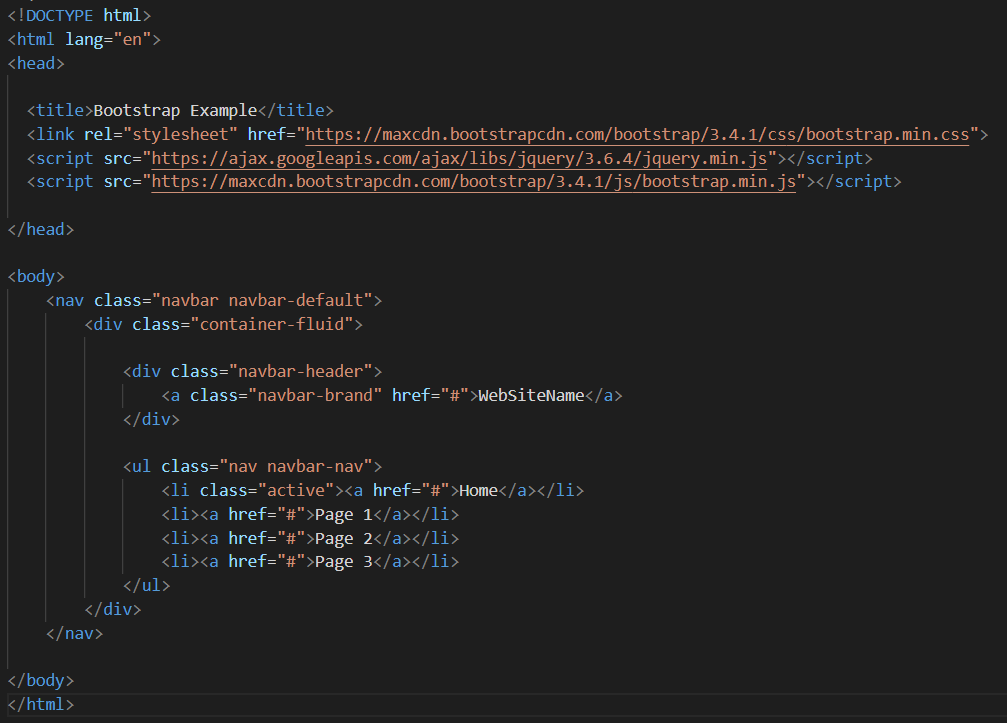 <!DOCTYPE html>
<html lang="en">
<head>
<title>Bootstrap Example</title>
<link rel="stylesheet" href="https://maxcdn.bootstrapcdn.com/bootstrap/3.4.1/css/bootstrap.min.css">
<script src="https://ajax.googleapis.com/ajax/libs/jquery/3.6.4/jquery.min.js"></script>
<script src="https://maxcdn.bootstrapcdn.com/bootstrap/3.4.1/js/bootstrap.min.js"></script>
</head>
<body>
<nav class="navbar navbar-default">
<div class="container-fluid">
<div class="navbar-header">
<a class="navbar-brand" href="#">WebSiteName</a>
</div>
<ul class="nav navbar-nav">
<li class="active"><a href="#">Home</a></li>
<li><a href="#">Page 1</a></li>
<li><a href="#">Page 2</a></li>
<li><a href="#">Page 3</a></li>
</ul>
</div>
</nav>
</body>
</html>